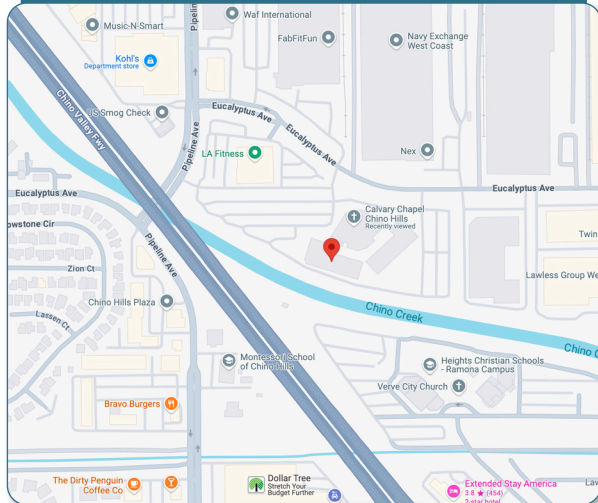 Pipelin
Waf International
Music-N-Smart
FabFitFun
Navy Exchange
West Coast
Kohl's
Department store
Chino Valley Fwy
US Smog Check
Eucalyptus Ave
Eucalyptus Ave
Pipeline Ave
LA Fitness
Nex
Eucalyptus Ave
Eucalyptus Ave
Calvary Chapel
Chino Hills
Recently viewed
owstone Cir
Pipeline Ave
Twin
Zion Ct
Lawless Group We
Chino Hills Plaza
Lassen Ct
Chino Creek
Chino C
Montessori School
of Chino Hills
Heights Christian Schools
- Ramona Campus
Verve City Church
Bravo Burgers
The Dirty Penguin
Coffee Co
Dollar Tree
Stretch Your
Budget Further
Extended Stay America
3.8 ★ (454)
2-star hotel
Law